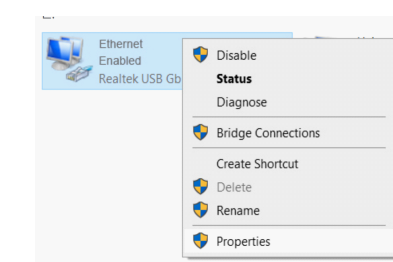 Ethernet
Enabled
Realtek USB Gb
Disable
Status
Diagnose
Bridge Connections
Create Shortcut
Delete
Rename
Properties